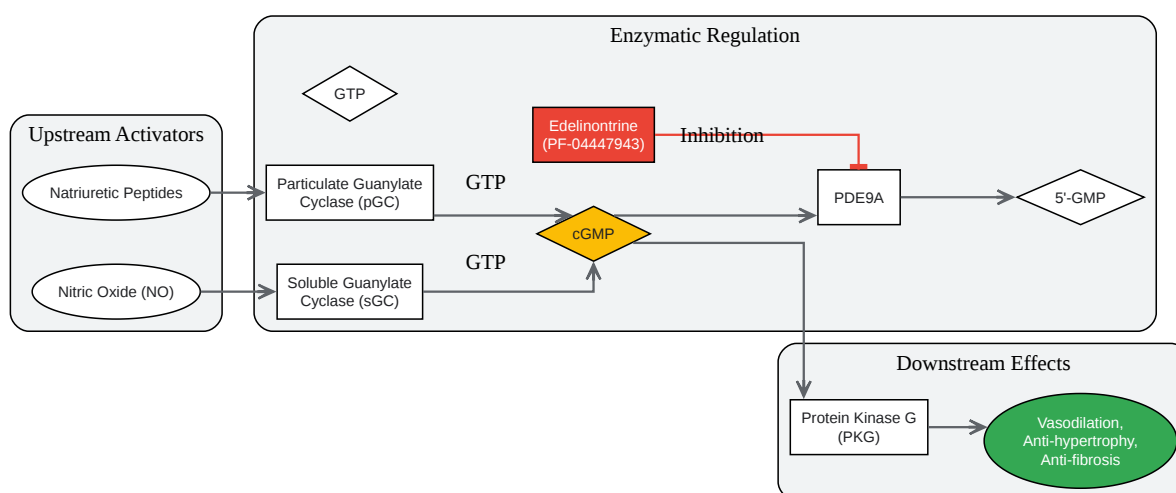 Enzymatic Regulation
GTP
Upstream Activators
Edelinontrine
(PF-04447943)
Inhibition
Natriuretic Peptides
Particulate Guanylate
Cyclase (pGC)
GTP
PDE9A
5'-GMP
cGMP
GTP
Nitric Oxide (NO)
Soluble Guanylate
Cyclase (sGC)
Downstream Effects
Protein Kinase G
(PKG)
Vasodilation,
Anti-hypertrophy,
Anti-fibrosis